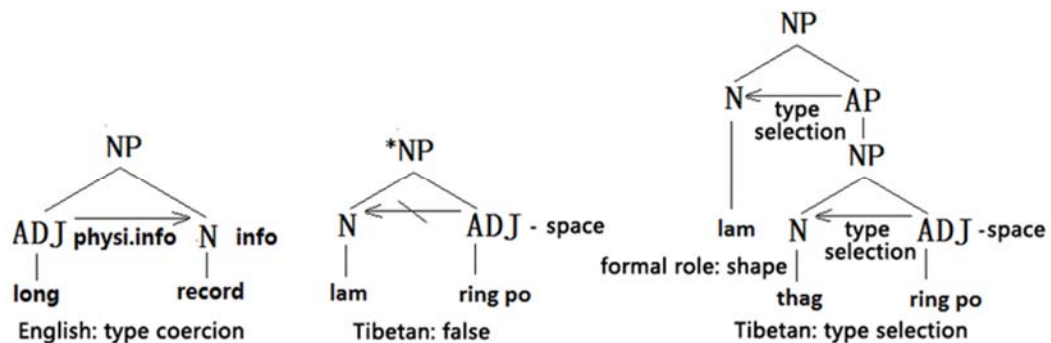 NP
ADJ physi.info N info
long record
English: type coercion
*NP
N ADJ - space
lam ring po
Tibetan: false
NP
N type selection AP
NP
lam N type selection ADJ -space
formal role: shape
thag ring po
Tibetan: type selection